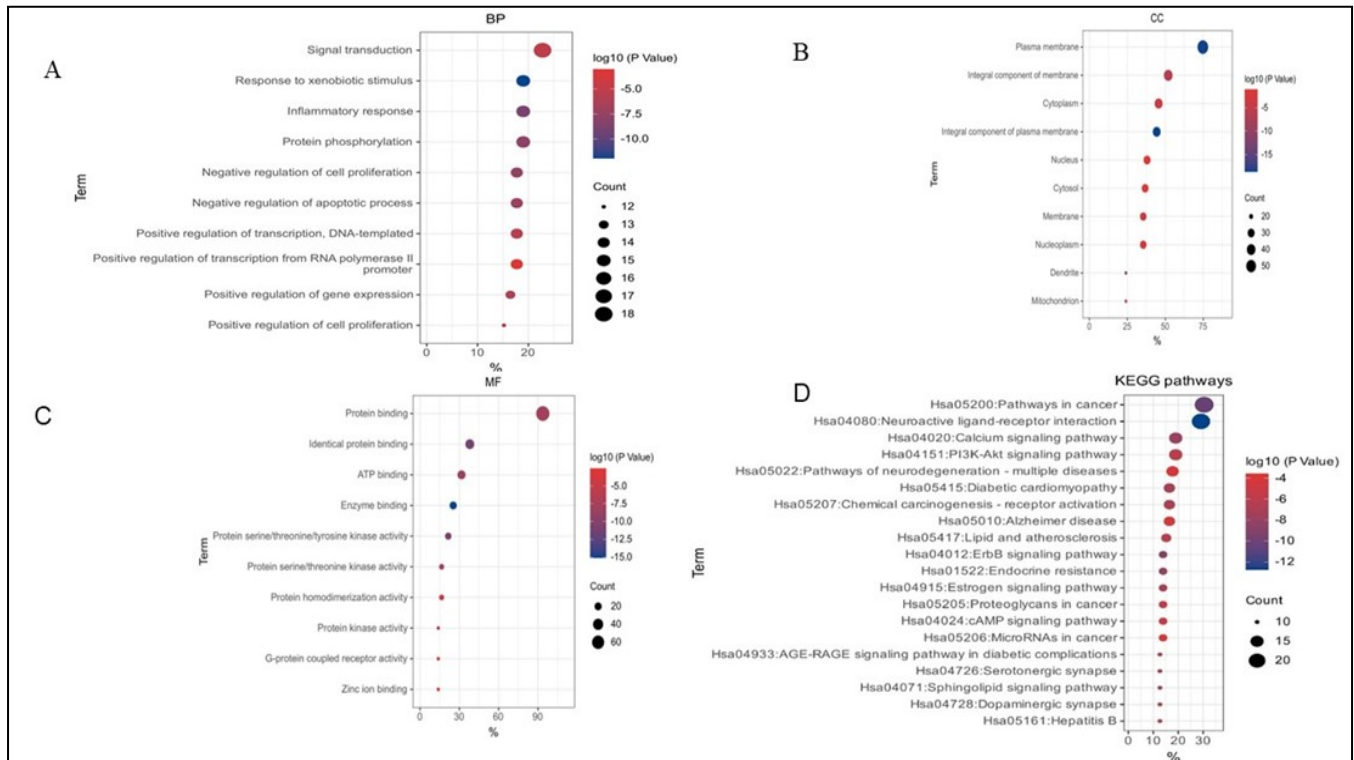 A
BP
Term
Signal transduction
Response to xenobiotic stimulus
Inflammatory response
Protein phosphorylation
Negative regulation of cell proliferation
Negative regulation of apoptotic process
Positive regulation of transcription, DNA-templated
Positive regulation of transcription from RNA polymerase II
promoter
Positive regulation of gene expression
Positive regulation of cell proliferation
0 10 20
%
log10 (P Value)
-5.0
-7.5
-10.0
Count
12
13
14
15
16
17
18
B
CC
Term
Plasma membrane
Integral component of membrane
Cytoplasm
Integral component of plasma membrane
Nucleus
Cytosol
Membrane
Nucleoplasm
Dendrite
Mitochondrion
0 25 50 75
%
log10 (P Value)
-5
-10
-15
Count
20
30
40
50
C
MF
Term
Protein binding
Identical protein binding
ATP binding
Enzyme binding
Protein serine/threonine/tyrosine kinase activity
Protein serine/threonine kinase activity
Protein homodimerization activity
Protein kinase activity
G-protein coupled receptor activity
Zinc ion binding
0 30 60 90
%
log10 (P Value)
-5.0
-7.5
-10.0
-12.5
-15.0
Count
20
40
60
D
KEGG pathways
Term
Hsa05200:Pathways in cancer
Hsa04080:Neuroactive ligand-receptor interaction
Hsa04020:Calcium signaling pathway
Hsa04151:PI3K-Akt signaling pathway
Hsa05022:Pathways of neurodegeneration - multiple diseases
Hsa05415:Diabetic cardiomyopathy
Hsa05207:Chemical carcinogenesis - receptor activation
Hsa05010:Alzheimer disease
Hsa05417:Lipid and atherosclerosis
Hsa04012:ErbB signaling pathway
Hsa01522:Endocrine resistance
Hsa04915:Estrogen signaling pathway
Hsa05205:Proteoglycans in cancer
Hsa04024:cAMP signaling pathway
Hsa05206:MicroRNAs in cancer
Hsa04933:AGE-RAGE signaling pathway in diabetic complications
Hsa04726:Serotonergic synapse
Hsa04071:Sphingolipid signaling pathway
Hsa04728:Dopaminergic synapse
Hsa05161:Hepatitis B
0 10 20 30
%
log10 (P Value)
-4
-6
-8
-10
-12
Count
10
15
20